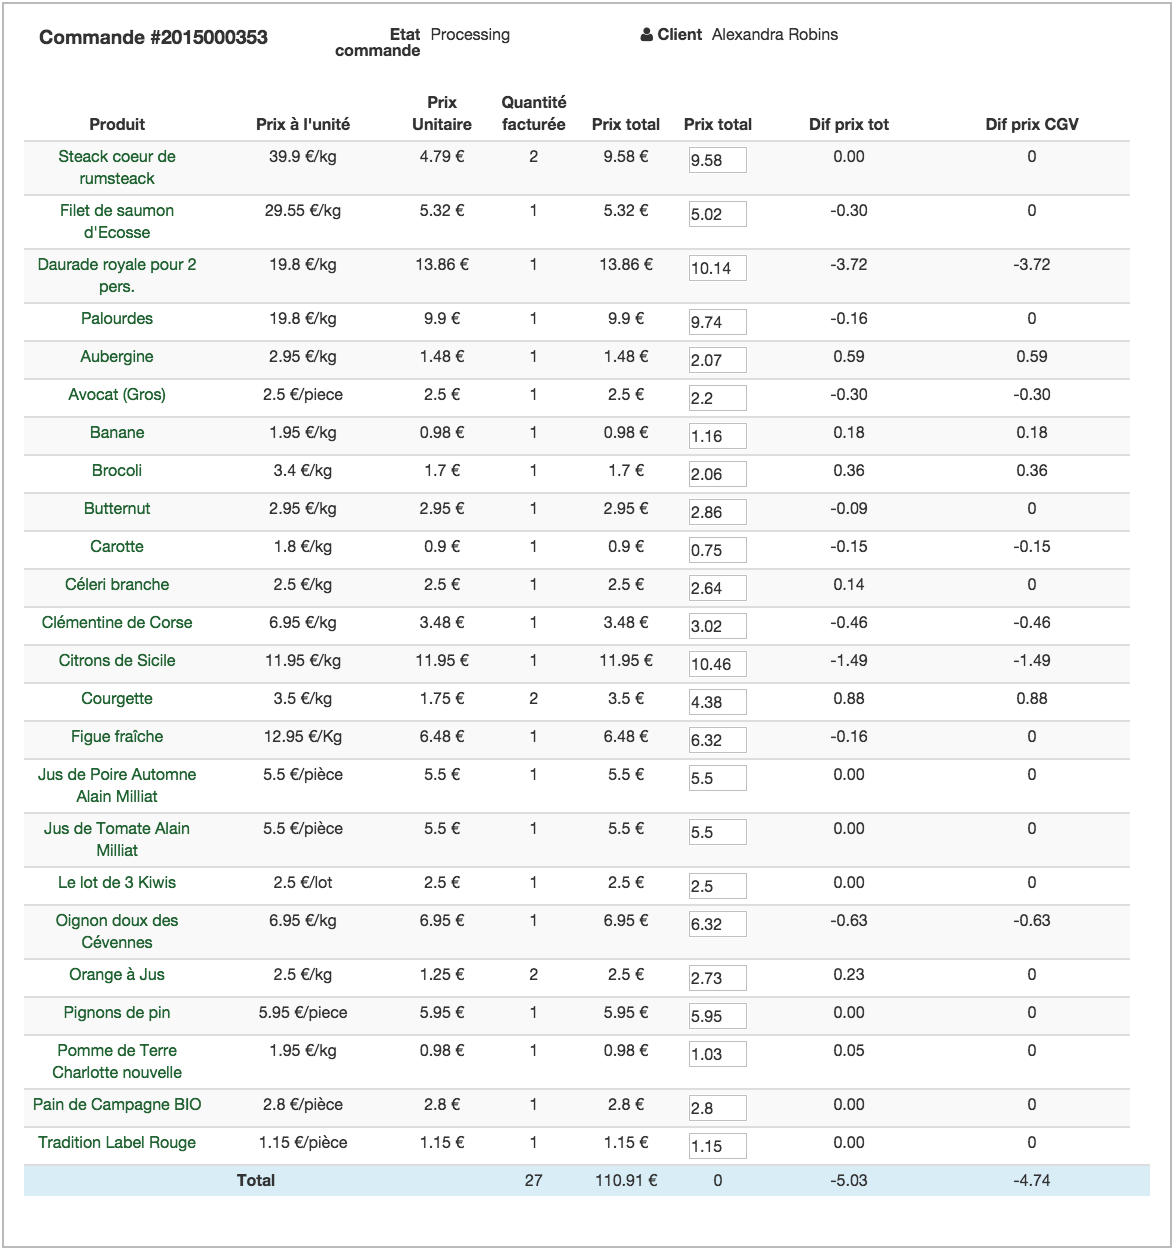 Commande #2015000353 Etat commande Processing Client Alexandra Robins
Produit Prix à l'unité Prix Unitaire Quantité facturée Prix total Prix total Dif prix tot Dif prix CGV
Steack coeur de rumsteack 39.9 €/kg 4.79 € 2 9.58 € 9.58 0.00 0
Filet de saumon d'Ecosse 29.55 €/kg 5.32 € 1 5.32 € 5.02 -0.30 0
Daurade royale pour 2 pers. 19.8 €/kg 13.86 € 1 13.86 € 10.14 -3.72 -3.72
Palourdes 19.8 €/kg 9.9 € 1 9.9 € 9.74 -0.16 0
Aubergine 2.95 €/kg 1.48 € 1 1.48 € 2.07 0.59 0.59
Avocat (Gros) 2.5 €/piece 2.5 € 1 2.5 € 2.2 -0.30 -0.30
Banane 1.95 €/kg 0.98 € 1 0.98 € 1.16 0.18 0.18
Brocoli 3.4 €/kg 1.7 € 1 1.7 € 2.06 0.36 0.36
Butternut 2.95 €/kg 2.95 € 1 2.95 € 2.86 -0.09 0
Carotte 1.8 €/kg 0.9 € 1 0.9 € 0.75 -0.15 -0.15
Céleri branche 2.5 €/kg 2.5 € 1 2.5 € 2.64 0.14 0
Clémentine de Corse 6.95 €/kg 3.48 € 1 3.48 € 3.02 -0.46 -0.46
Citrons de Sicile 11.95 €/kg 11.95 € 1 11.95 € 10.46 -1.49 -1.49
Courgette 3.5 €/kg 1.75 € 2 3.5 € 4.38 0.88 0.88
Figue fraîche 12.95 €/Kg 6.48 € 1 6.48 € 6.32 -0.16 0
Jus de Poire Automne Alain Milliat 5.5 €/pièce 5.5 € 1 5.5 € 5.5 0.00 0
Jus de Tomate Alain Milliat 5.5 €/pièce 5.5 € 1 5.5 € 5.5 0.00 0
Le lot de 3 Kiwis 2.5 €/lot 2.5 € 1 2.5 € 2.5 0.00 0
Oignon doux des Cévennes 6.95 €/kg 6.95 € 1 6.95 € 6.32 -0.63 -0.63
Orange à Jus 2.5 €/kg 1.25 € 2 2.5 € 2.73 0.23 0
Pignons de pin 5.95 €/piece 5.95 € 1 5.95 € 5.95 0.00 0
Pomme de Terre Charlotte nouvelle 1.95 €/kg 0.98 € 1 0.98 € 1.03 0.05 0
Pain de Campagne BIO 2.8 €/pièce 2.8 € 1 2.8 € 2.8 0.00 0
Tradition Label Rouge 1.15 €/pièce 1.15 € 1 1.15 € 1.15 0.00 0
Total 27 110.91 € 0 -5.03 -4.74